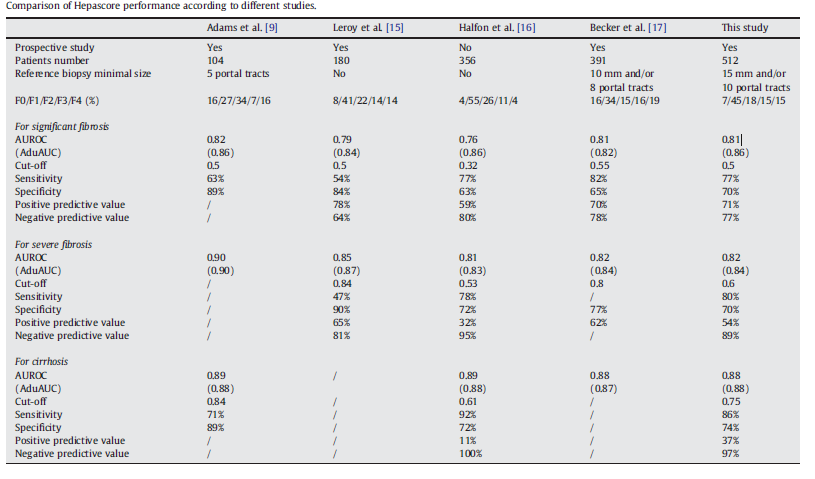 Comparison of Hepascore performance according to different studies.
Adams et al. [9] Leroy et al. [15] Halfon et al. [16] Becker et al. [17] This study
Prospective study Yes Yes No Yes Yes
Patients number 104 180 356 391 512
Reference biopsy minimal size 5 portal tracts No No 10 mm and/or 15 mm and/or
8 portal tracts 10 portal tracts
F0/F1/F2/F3/F4 (%) 16/27/34/7/16 8/41/22/14/14 4/55/26/11/4 16/34/15/16/19 7/45/18/15/15
For significant fibrosis
AUROC 0.82 0.79 0.76 0.81 0.81
(AduAUC) (0.86) (0.84) (0.86) (0.82) (0.86)
Cut-off 0.5 0.5 0.32 0.55 0.5
Sensitivity 63% 54% 77% 82% 77%
Specificity 89% 84% 63% 65% 70%
Positive predictive value / 78% 59% 70% 71%
Negative predictive value / 64% 80% 78% 77%
For severe fibrosis
AUROC 0.90 0.85 0.81 0.82 0.82
(AduAUC) (0.90) (0.87) (0.83) (0.84) (0.84)
Cut-off / 0.84 0.53 0.8 0.6
Sensitivity / 47% 78% / 80%
Specificity / 90% 72% 77% 70%
Positive predictive value / 65% 32% 62% 54%
Negative predictive value / 81% 95% / 89%
For cirrhosis
AUROC 0.89 / 0.89 0.88 0.88
(AduAUC) (0.88) (0.88) (0.87) (0.88)
Cut-off 0.84 0.61 / 0.75
Sensitivity 71% / 92% / 86%
Specificity 89% / 72% / 74%
Positive predictive value / / 11% / 37%
Negative predictive value / / 100% / 97%